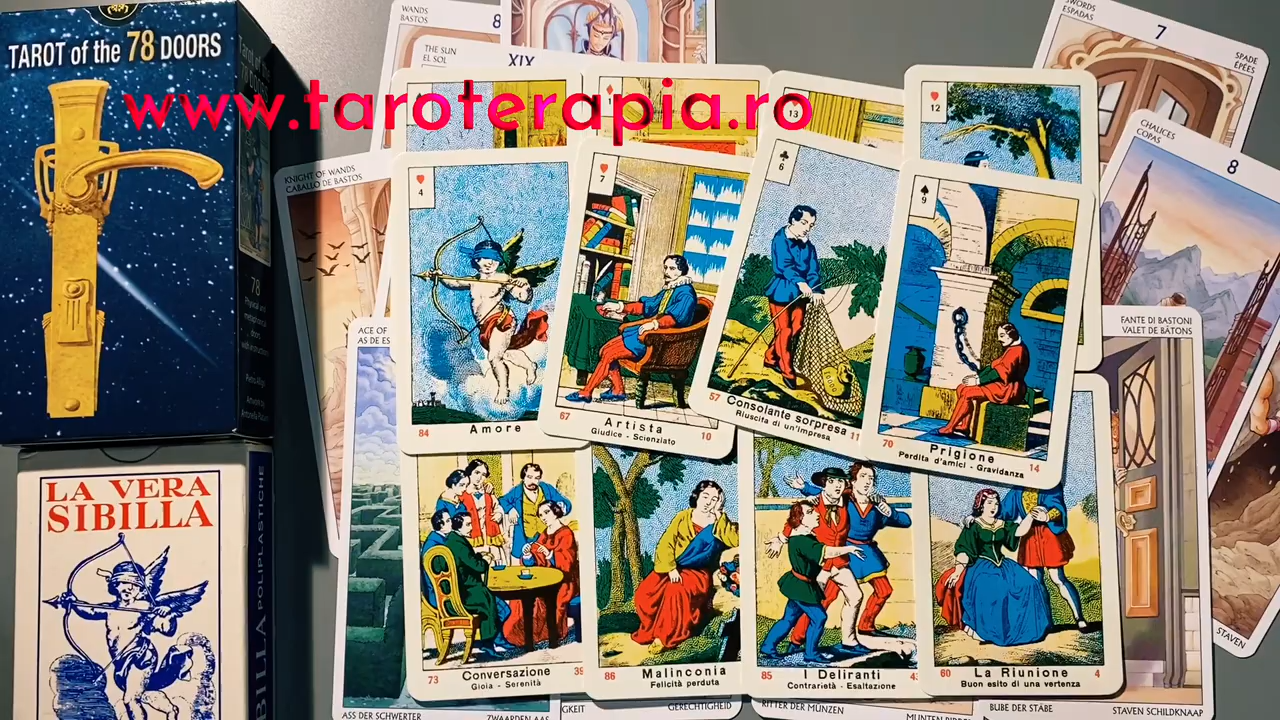 TAROT of the 78 DOORS
78
LA VERA
SIBILLA
POLIPLASTICHE
www.taroterapia.ro
WANDS
BASTOS
8
THE SUN
EL SOL
XIX
KNIGHT OF WANDS
CABALLO DE BASTOS
ACE OF
AS DE ES
SWORDS
ESPADAS
7
SPADE
ÉPÉES
CHALICES
COPAS
8
FANTE DI BASTONI
VALET DE BÂTONS
13
12
4
84
Amore
7
67
Artista
10
Giudice - Scienziato
6
57
Consolante sorpresa
Riuscita di un'impresa
9
70
Prigione
14
Perdita d'amici - Gravidanza
73
Conversazione
39
Gioia - Serenità
86
Malinconia
Felicità perduta
85
I Deliranti
Contrarietà - Esaltazione
60
La Riunione
4
Buon esito di una vertenza
ASS DER SCHWERTER
ZWAARDEN AAS
GERECHTIGHEID
RITTER DER MÜNZEN
BUBE DER STÄBE
STAVEN SCHILDKNAAP
STAVEN